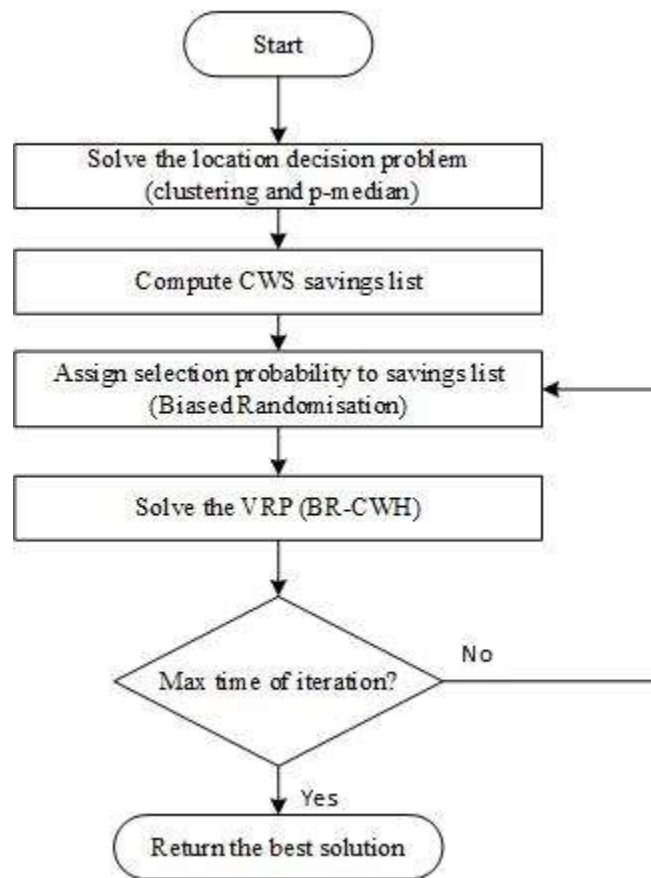 Start
Solve the location decision problem
(clustering and p-median)
Compute CWS savings list
Assign selection probability to savings list
(Biased Randomisation)
Solve the VRP (BR-CWH)
Max time of iteration?
No
Yes
Return the best solution